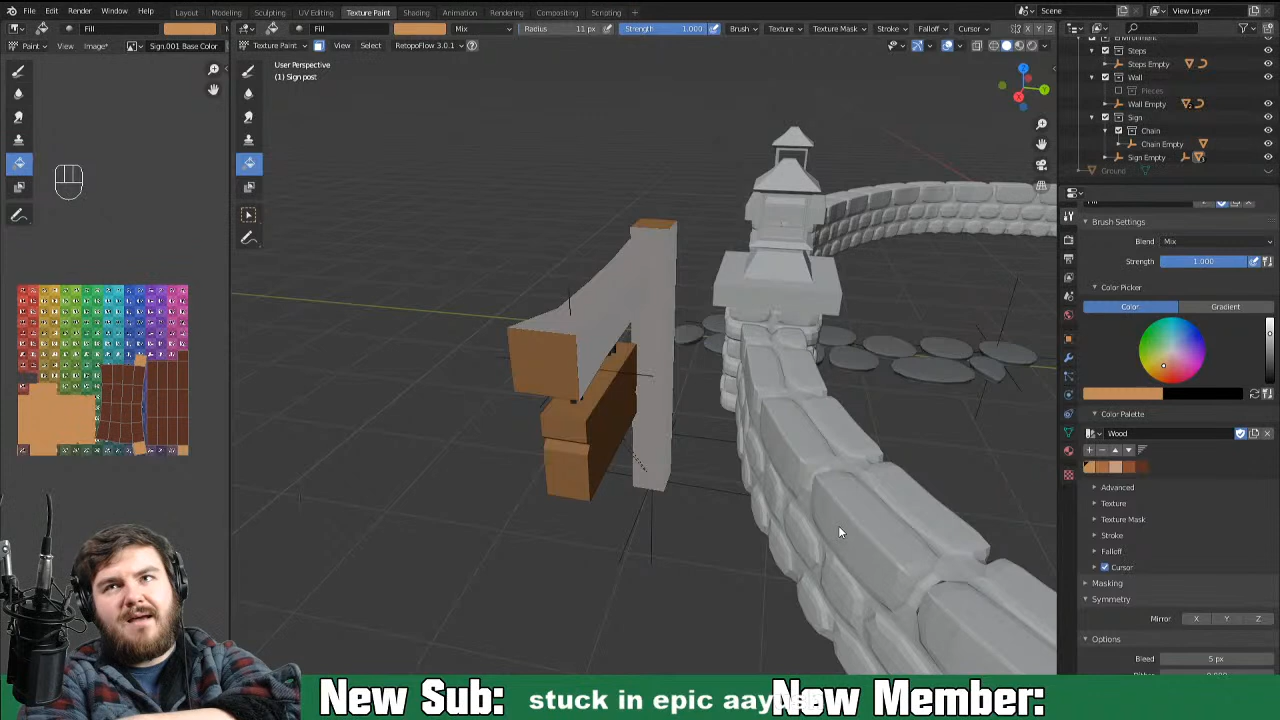 File Edit Render Window Help Layout Modeling Sculpting UV Editing Texture Paint Shading Animation Rendering Compositing Scripting + Scene View Layer
Fill Fill Mix Radius 11 px Strength 1.000 Brush Texture Texture Mask Stroke Falloff Cursor
Paint View Image* Sign.001 Base Color Texture Paint View Select RetopoFlow 3.0.1 X Y Z
User Perspective
(1) Sign post
Steps
Steps Empty
Wall
Pieces
Wall Empty
Sign
Chain
Chain Empty
Sign Empty
Ground
Brush Settings
Blend Mix
Strength 1.000
Color Picker
Color Gradient
Color Palette
Wood
Advanced
Texture
Texture Mask
Stroke
Falloff
Cursor
Masking
Symmetry
Mirror X Y Z
Options
Bleed 5 px
New Sub: stuck in epic New Member: